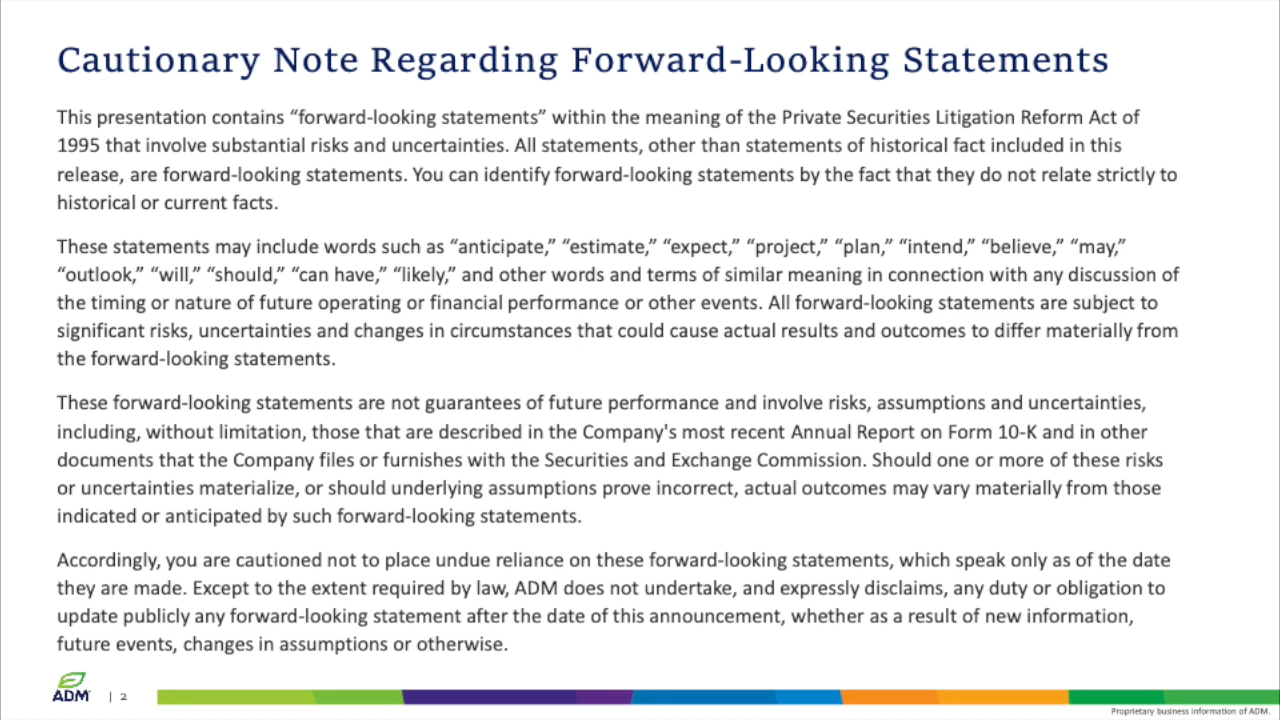 Cautionary Note Regarding Forward-Looking Statements
This presentation contains “forward-looking statements” within the meaning of the Private Securities Litigation Reform Act of
1995 that involve substantial risks and uncertainties. All statements, other than statements of historical fact included in this
release, are forward-looking statements. You can identify forward-looking statements by the fact that they do not relate strictly to
historical or current facts.
These statements may include words such as “anticipate,” “estimate,” “expect,” “project,” “plan,” “intend,” “believe,” “may,”
“outlook,” “will,” “should,” “can have,” “likely,” and other words and terms of similar meaning in connection with any discussion of
the timing or nature of future operating or financial performance or other events. All forward-looking statements are subject to
significant risks, uncertainties and changes in circumstances that could cause actual results and outcomes to differ materially from
the forward-looking statements.
These forward-looking statements are not guarantees of future performance and involve risks, assumptions and uncertainties,
including, without limitation, those that are described in the Company's most recent Annual Report on Form 10-K and in other
documents that the Company files or furnishes with the Securities and Exchange Commission. Should one or more of these risks
or uncertainties materialize, or should underlying assumptions prove incorrect, actual outcomes may vary materially from those
indicated or anticipated by such forward-looking statements.
Accordingly, you are cautioned not to place undue reliance on these forward-looking statements, which speak only as of the date
they are made. Except to the extent required by law, ADM does not undertake, and expressly disclaims, any duty or obligation to
update publicly any forward-looking statement after the date of this announcement, whether as a result of new information,
future events, changes in assumptions or otherwise.
ADM | 2
Proprietary business information of ADM.